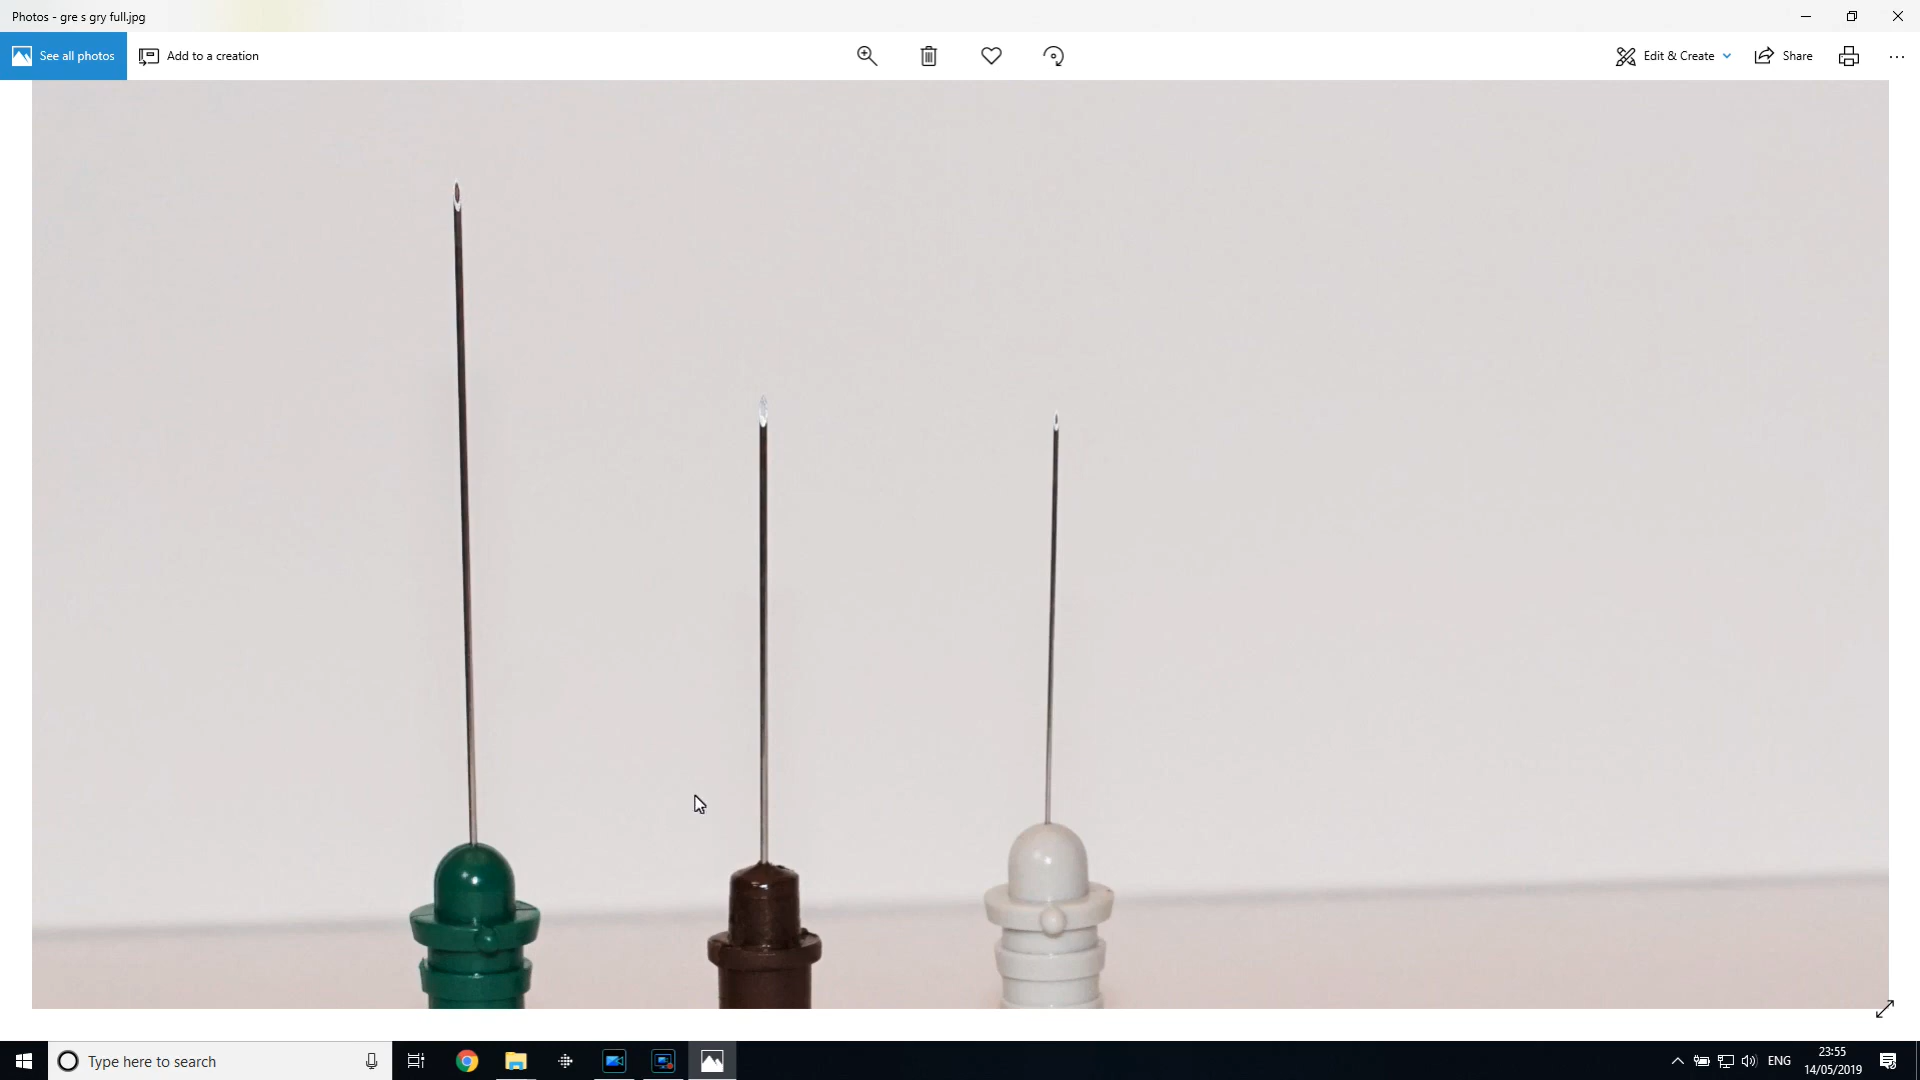 Photos - gre s gry full.jpg
See all photos
Add to a creation
Edit & Create
Share
Type here to search
ENG
23:55
14/05/2019